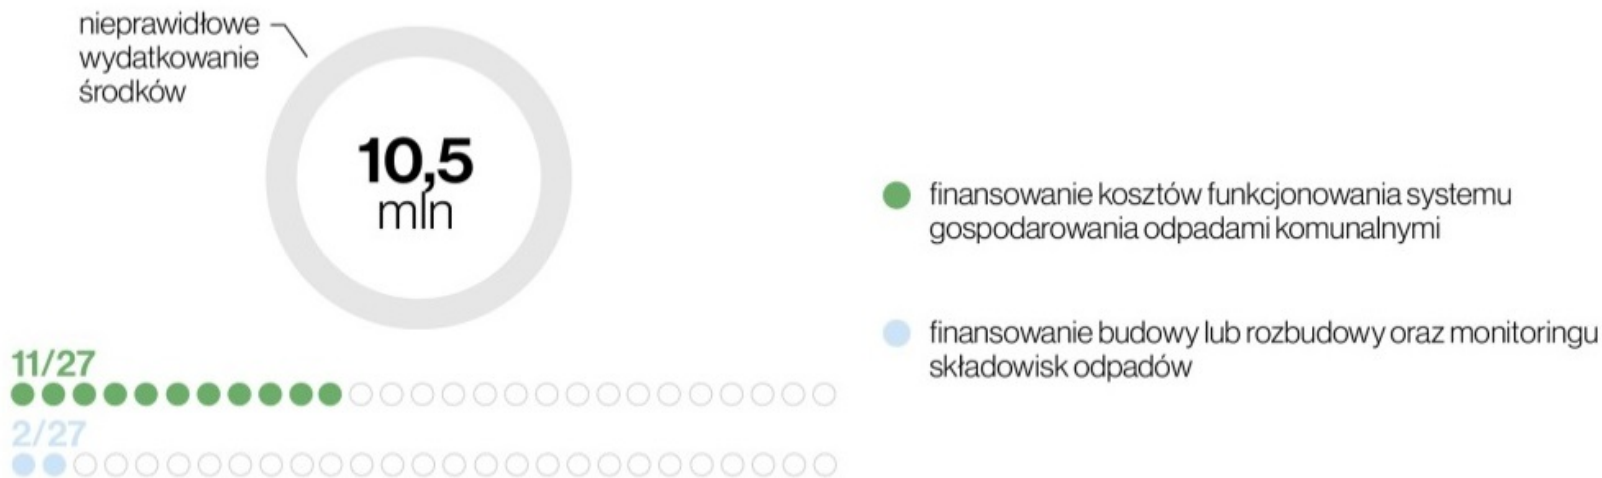 nieprawidłowe
wydatkowanie
środków
10,5
mln
finansowanie kosztów funkcjonowania systemu
gospodarowania odpadami komunalnymi
finansowanie budowy lub rozbudowy oraz monitoringu
składowisk odpadów
11/27
2/27